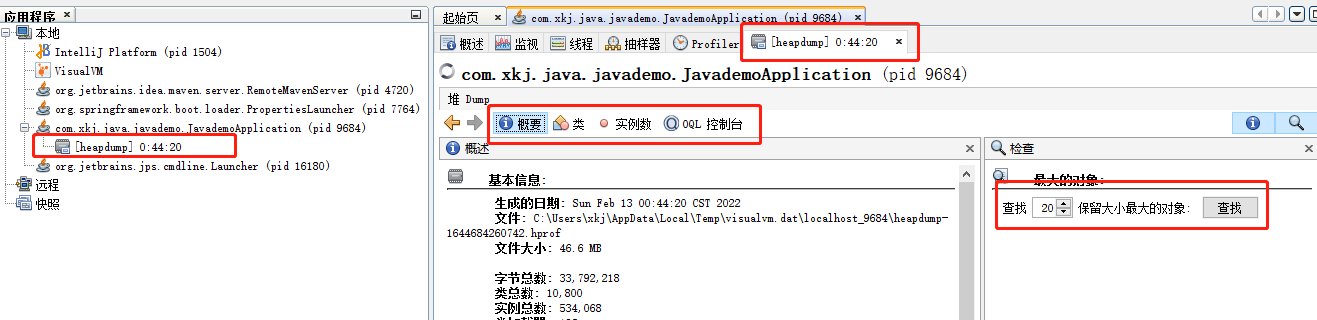 应用程序 ×
本地
IntelliJ Platform (pid 1504)
VisualVM
org.jetbrains.idea.maven.server.RemoteMavenServer (pid 4720)
org.springframework.boot.loader.PropertiesLauncher (pid 7764)
com.xkj.java.javademo.JavademoApplication (pid 9684)
[heapdump] 0:44:20
org.jetbrains.jps.cmdline.Launcher (pid 16180)
远程
快照
起始页 × com.xkj.java.javademo.JavademoApplication (pid 9684) ×
概述 监视 线程 抽样器 Profiler [heapdump] 0:44:20 ×
com.xkj.java.javademo.JavademoApplication (pid 9684)
堆 Dump
概要 类 实例数 OQL 控制台
概述 ×
基本信息:
生成的日期: Sun Feb 13 00:44:20 CST 2022
文件: C:\Users\xkj\AppData\Local\Temp\visualvm.dat\localhost_9684\heapdump-
1644684260742.hprof
文件大小: 46.6 MB
字节总数: 33,792,218
类总数: 10,800
实例总数: 534,068
检查 ×
最大的对象:
查找 20 保留大小最大的对象: 查找